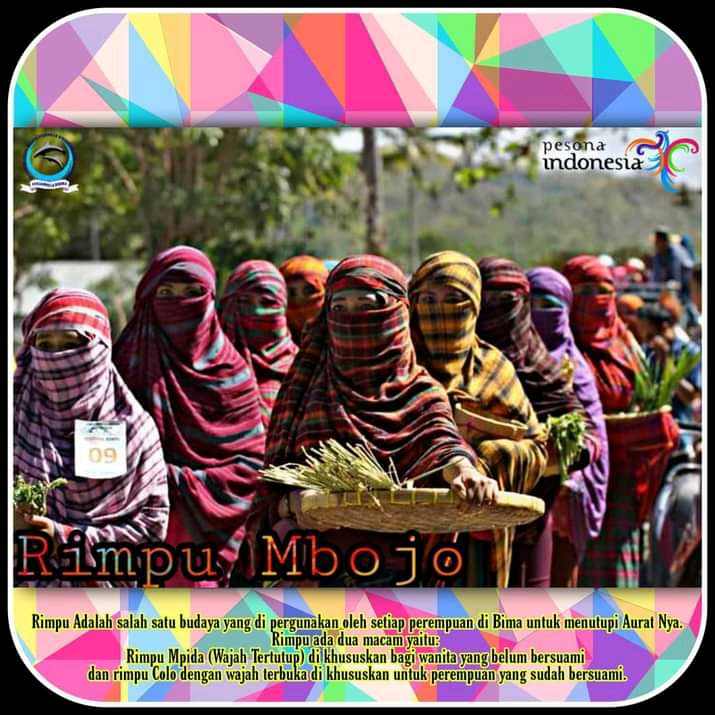 pesona
indonesia
09
Rimpu Mbojo
Rimpu Adalah salah satu budaya yang di pergunakan oleh setiap perempuan di Bima untuk menutupi Aurat Nya.
Rimpu ada dua macam yaitu:
Rimpu Mpida (Wajah Tertutup) di khususkan bagi wanita yang belum bersuami
dan rimpu Colo dengan wajah terbuka di khususkan untuk perempuan yang sudah bersuami.